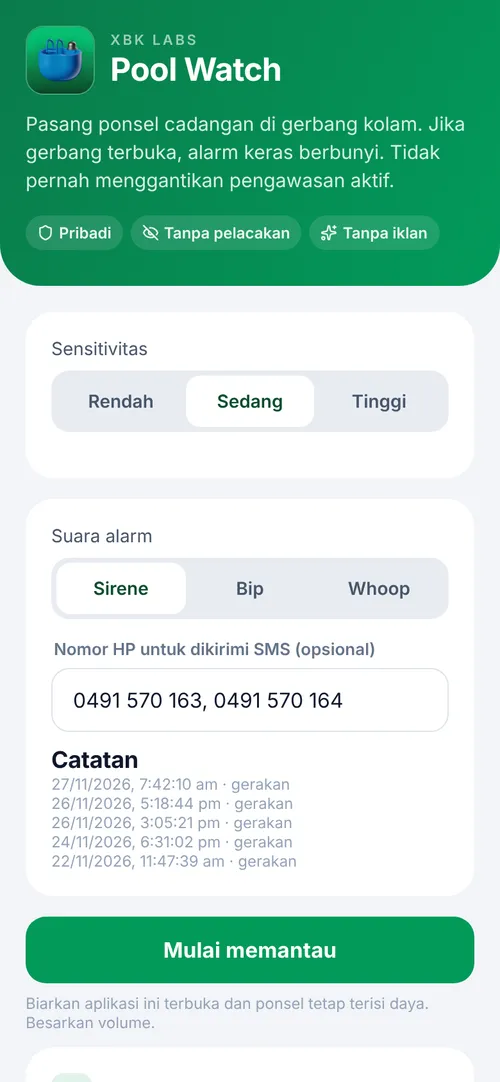 XBK LABS
Pool Watch
Pasang ponsel cadangan di gerbang kolam. Jika
gerbang terbuka, alarm keras berbunyi. Tidak
pernah menggantikan pengawasan aktif.
Pribadi
Tanpa pelacakan
Tanpa iklan
Sensitivitas
Rendah
Sedang
Tinggi
Suara alarm
Sirene
Bip
Whoop
Nomor HP untuk dikirimi SMS (opsional)
0491 570 163, 0491 570 164
Catatan
27/11/2026, 7:42:10 am · gerakan
26/11/2026, 5:18:44 pm · gerakan
26/11/2026, 3:05:21 pm · gerakan
24/11/2026, 6:31:02 pm · gerakan
22/11/2026, 11:47:39 am · gerakan
Mulai memantau
Biarkan aplikasi ini terbuka dan ponsel tetap terisi daya.
Besarkan volume.